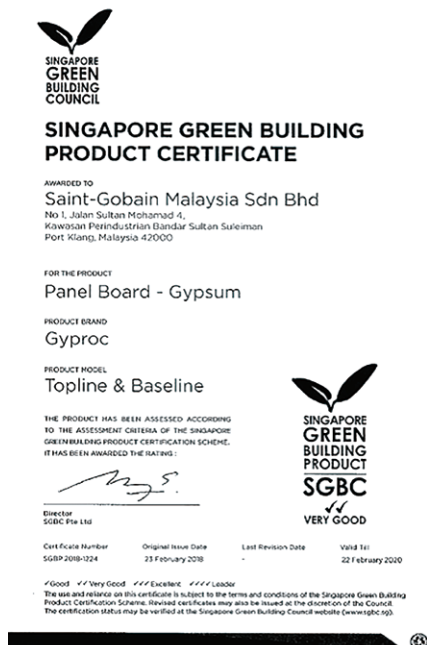 SINGAPORE
GREEN
BUILDING
COUNCIL
SINGAPORE GREEN BUILDING
PRODUCT CERTIFICATE
AWARDED TO
Saint-Gobain Malaysia Sdn Bhd
No 1, Jalan Sultan Mohamad 4,
Kawasan Perindustrian Bandar Sultan Suleiman
Port Klang, Malaysia 42000
FOR THE PRODUCT
Panel Board - Gypsum
PRODUCT BRAND
Gyproc
PRODUCT MODEL
Topline & Baseline
THE PRODUCT HAS BEEN ASSESSED ACCORDING
TO THE ASSESSMENT CRITERIA OF THE SINGAPORE
GREEN BUILDING PRODUCT CERTIFICATION SCHEME.
IT HAS BEEN AWARDED THE RATING :
SINGAPORE
GREEN
BUILDING
PRODUCT
SGBC
✓✓
VERY GOOD
Director
SGBC Pte Ltd
Certificate Number Original Issue Date Last Revision Date Valid Til
SGBP 2018-1224 23 February 2018 - 22 February 2020
✓Good ✓✓Very Good ✓✓✓Excellent ✓✓✓✓Leader
The use and reliance on this certificate is subject to the terms and conditions of the Singapore Green Building
Product Certification Scheme. Revised certificates may also be issued at the discretion of the Council.
The certification status may be verified at the Singapore Green Building Council website (www.sgbc.sg).